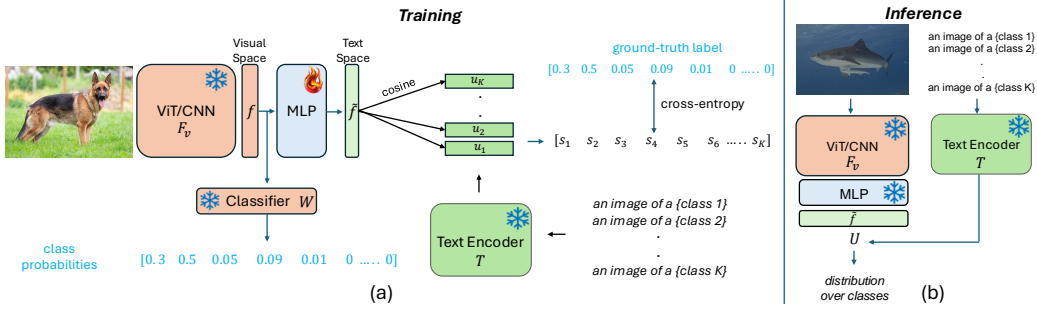 Training
Visual
Space
Text
Space
ViT/CNN
F_v
f
MLP
f̃
cosine
u_K
.
.
u_2
u_1
ground-truth label
[0.3 0.5 0.05 0.09 0.01 0 ..... 0]
cross-entropy
[s_1 s_2 s_3 s_4 s_5 s_6 ..... s_K]
Classifier W
class
probabilities
[0.3 0.5 0.05 0.09 0.01 0 ..... 0]
Text Encoder
T
an image of a {class 1}
an image of a {class 2}
.
.
an image of a {class K}
(a)
Inference
an image of a {class 1}
an image of a {class 2}
.
.
an image of a {class K}
ViT/CNN
F_v
MLP
f̃
U
Text Encoder
T
distribution
over classes
(b)